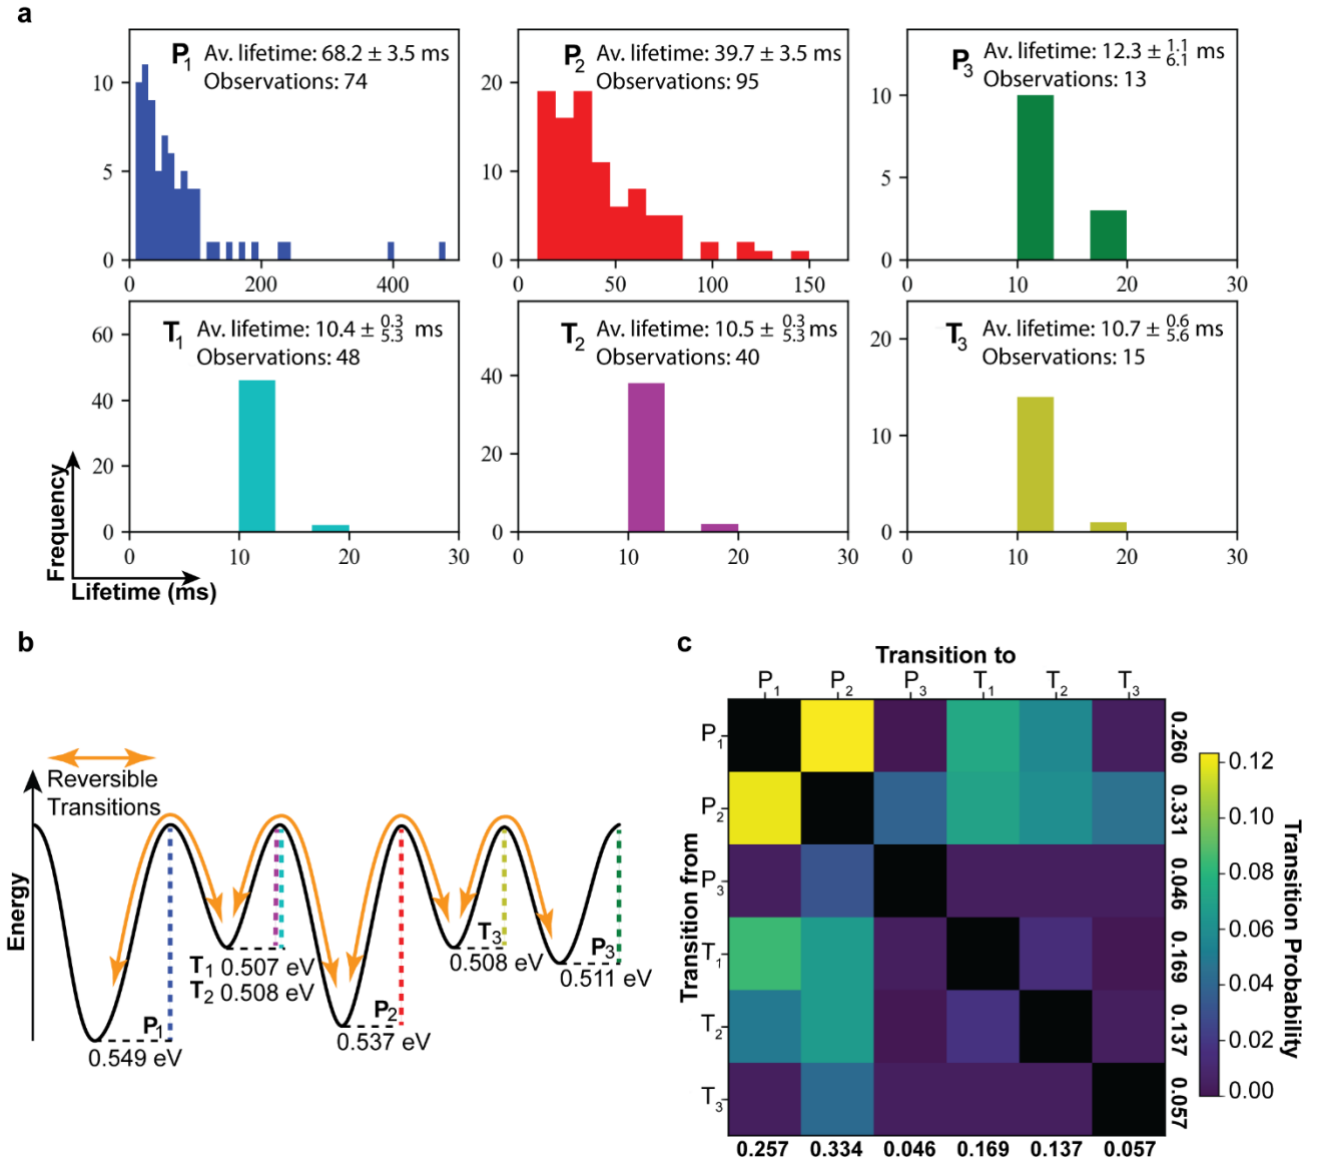 a
P1 Av. lifetime: 68.2 ± 3.5 ms
Observations: 74
10
5
0
0 200 400
P2 Av. lifetime: 39.7 ± 3.5 ms
Observations: 95
20
10
0
0 50 100 150
P3 Av. lifetime: 12.3 ± 1.1 6.1 ms
Observations: 13
10
5
0
0 10 20 30
T1 Av. lifetime: 10.4 ± 0.3 5.3 ms
Observations: 48
60
40
20
0
0 10 20 30
T2 Av. lifetime: 10.5 ± 0.3 5.3 ms
Observations: 40
40
20
0
0 10 20 30
T3 Av. lifetime: 10.7 ± 0.6 5.6 ms
Observations: 15
20
10
0
0 10 20 30
Frequency
Lifetime (ms)
b
Reversible
Transitions
Energy
P1
0.549 eV
T1 0.507 eV
T2 0.508 eV
P2
0.537 eV
T3
0.508 eV
P3
0.511 eV
c
Transition to
P1 P2 P3 T1 T2 T3
Transition from
P1 0.260
P2 0.331
P3 0.046
T1 0.169
T2 0.137
T3 0.057
0.257 0.334 0.046 0.169 0.137 0.057
0.12
0.10
0.08
0.06
0.04
0.02
0.00
Transition Probability